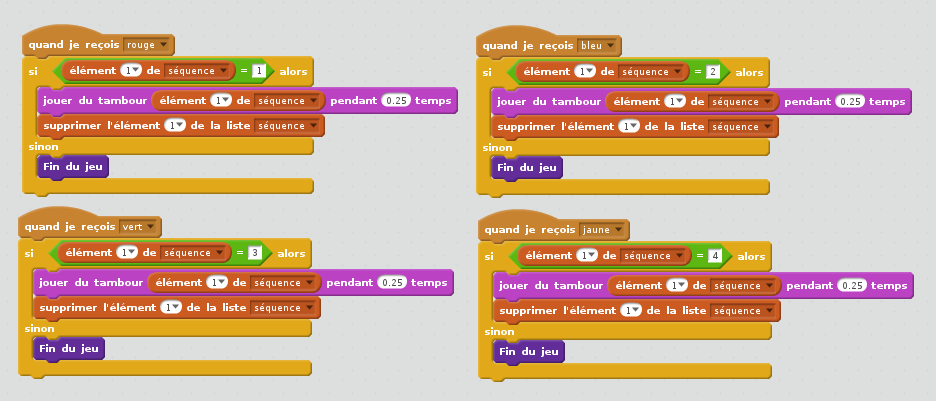 quand je reçois rouge
si élément 1 de séquence = 1 alors
jouer du tambour élément 1 de séquence pendant 0.25 temps
supprimer l'élément 1 de la liste séquence
sinon
Fin du jeu
quand je reçois bleu
si élément 1 de séquence = 2 alors
jouer du tambour élément 1 de séquence pendant 0.25 temps
supprimer l'élément 1 de la liste séquence
sinon
Fin du jeu
quand je reçois vert
si élément 1 de séquence = 3 alors
jouer du tambour élément 1 de séquence pendant 0.25 temps
supprimer l'élément 1 de la liste séquence
sinon
Fin du jeu
quand je reçois jaune
si élément 1 de séquence = 4 alors
jouer du tambour élément 1 de séquence pendant 0.25 temps
supprimer l'élément 1 de la liste séquence
sinon
Fin du jeu